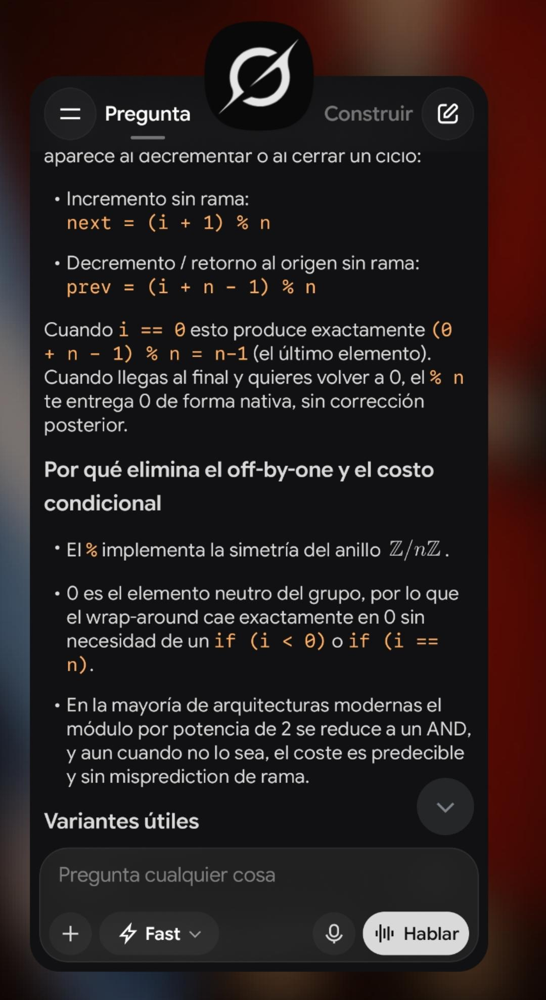 Pregunta
Construir
aparece al decrementar o al cerrar un ciclo:
• Incremento sin rama:
next = (i + 1) % n
• Decremento / retorno al origen sin rama:
prev = (i + n - 1) % n
Cuando i == 0 esto produce exactamente (0
+ n - 1) % n = n-1 (el último elemento).
Cuando llegas al final y quieres volver a 0, el % n
te entrega 0 de forma nativa, sin corrección
posterior.
Por qué elimina el off-by-one y el costo
condicional
• El % implementa la simetría del anillo ℤ/nℤ.
• 0 es el elemento neutro del grupo, por lo que
el wrap-around cae exactamente en 0 sin
necesidad de un if (i < 0) o if (i ==
n).
• En la mayoría de arquitecturas modernas el
módulo por potencia de 2 se reduce a un AND,
y aun cuando no lo sea, el coste es predecible
y sin misprediction de rama.
Variantes útiles
Pregunta cualquier cosa
Fast
Hablar